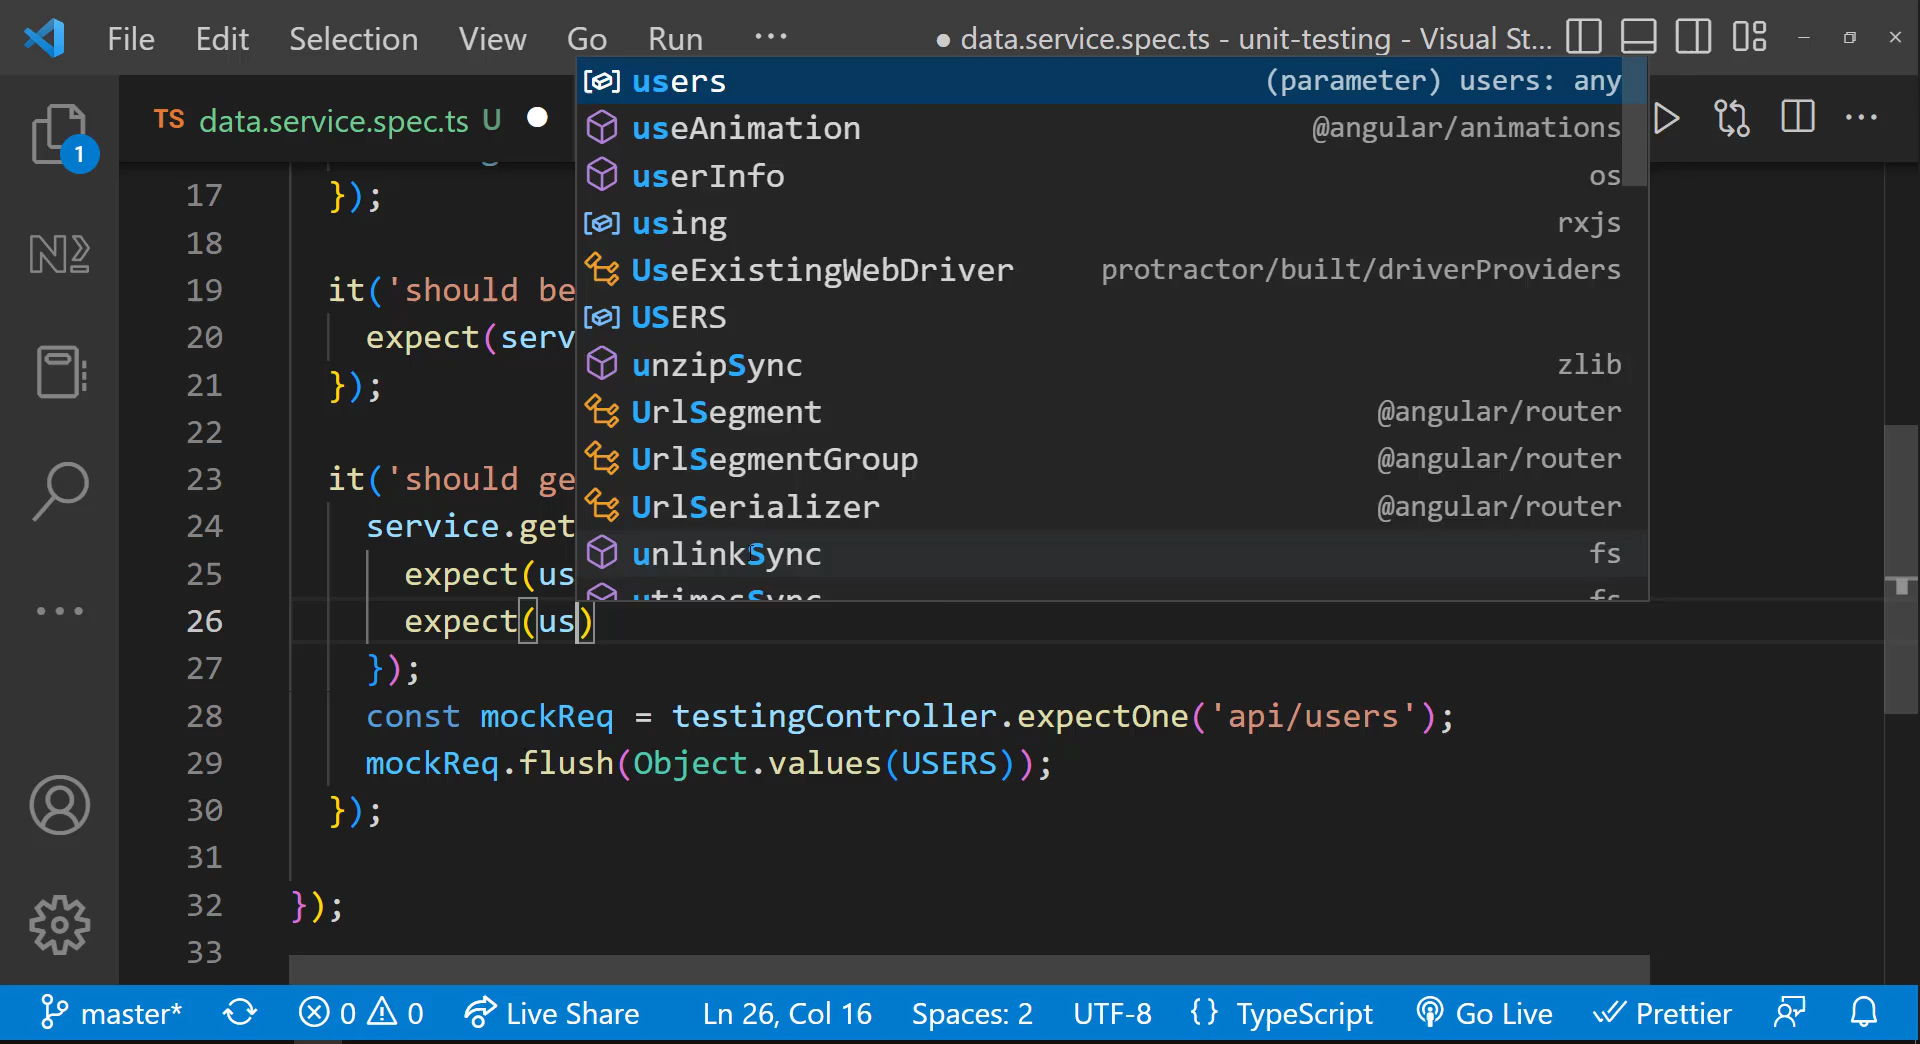 File Edit Selection View Go Run ··· ● data.service.spec.ts - unit-testing - Visual St...
TS data.service.spec.ts U ●
1
users (parameter) users: any
useAnimation @angular/animations
userInfo os
using rxjs
UseExistingWebDriver protractor/built/driverProviders
USERS
unzipSync zlib
UrlSegment @angular/router
UrlSegmentGroup @angular/router
UrlSerializer @angular/router
unlinkSync fs
utimesSync fs
17 });
18
19 it('should be
20 expect(serv
21 });
22
23 it('should ge
24 service.get
25 expect(us
26 expect(us)
27 });
28 const mockReq = testingController.expectOne('api/users');
29 mockReq.flush(Object.values(USERS));
30 });
31
32 });
33
master* 0 0 Live Share Ln 26, Col 16 Spaces: 2 UTF-8 {} TypeScript Go Live Prettier